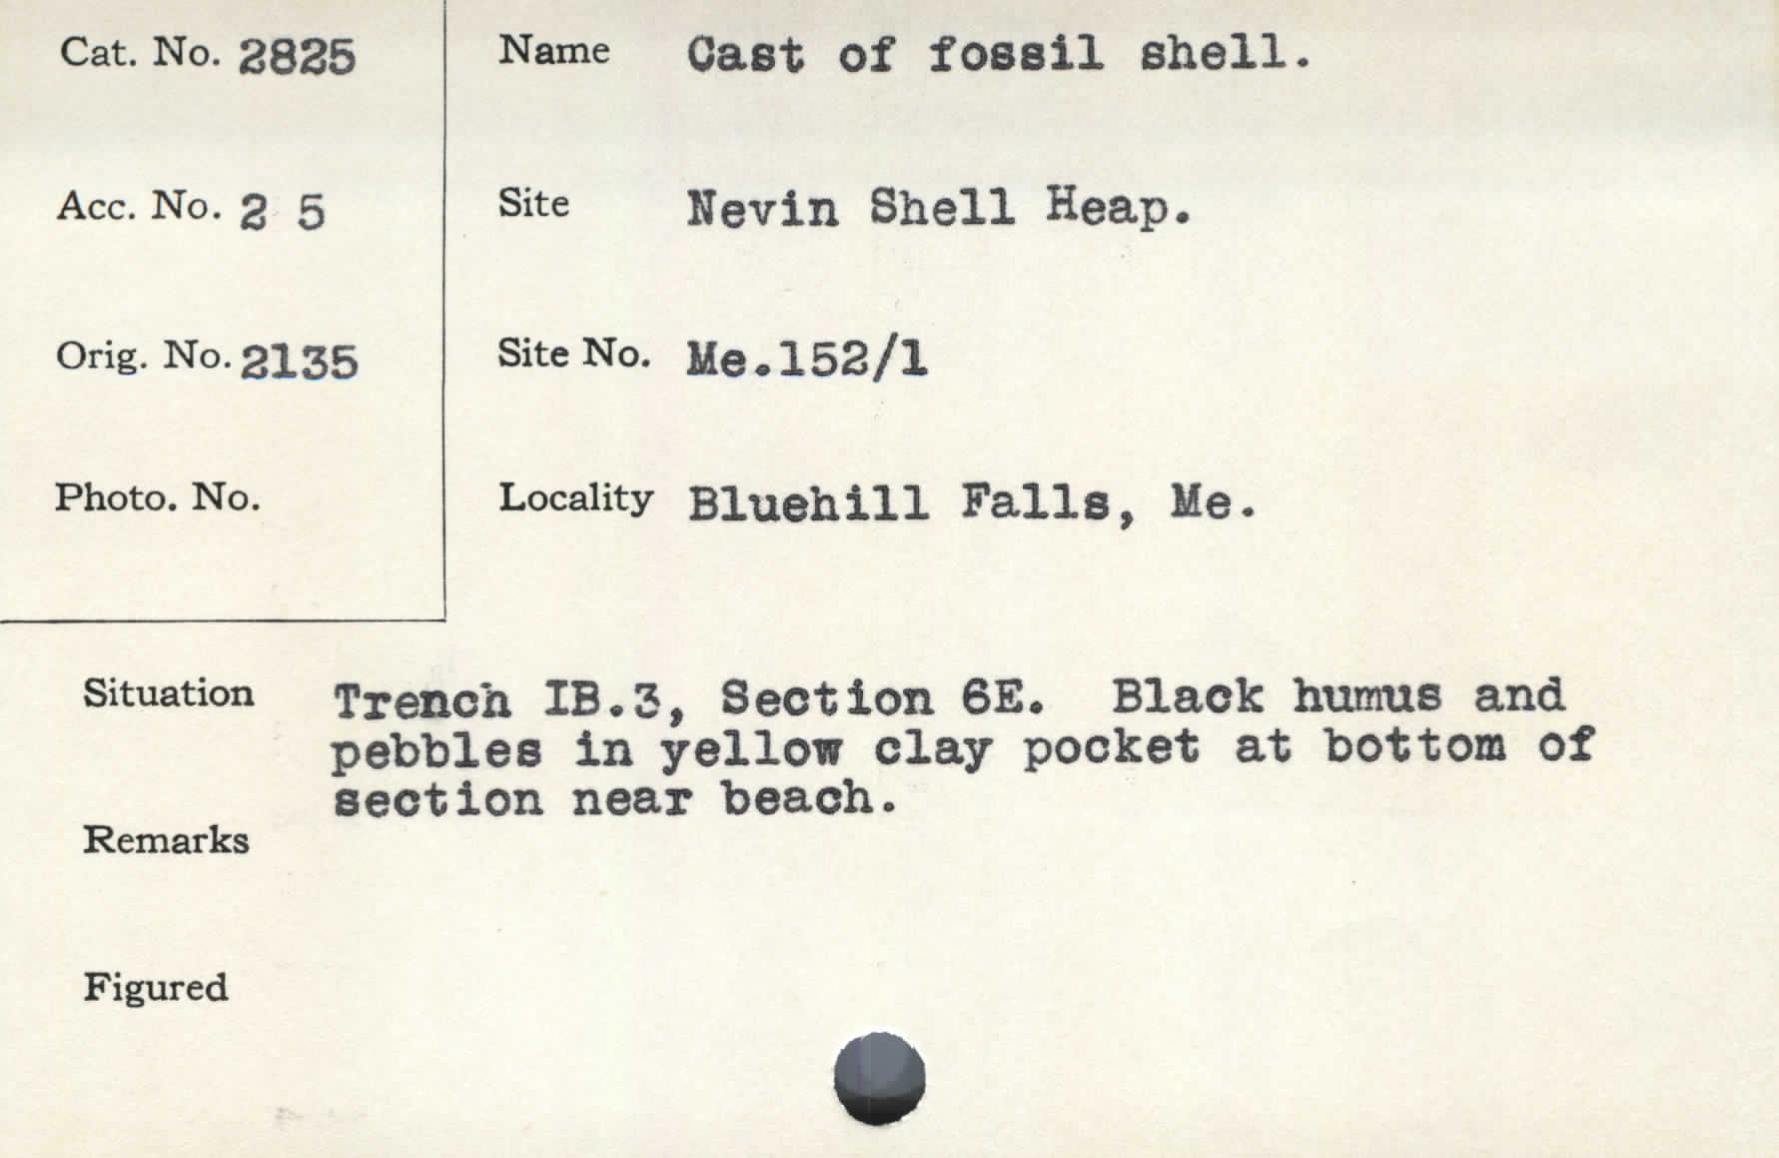 Cat. No. 2825
Acc. No. 2 5
Orig. No. 2135
Photo. No.
Name Cast of fossil shell.
Site Nevin Shell Heap.
Site No. Me.152/1
Locality Bluehill Falls, Me.
Situation Trench IB.3, Section 6E. Black humus and
pebbles in yellow clay pocket at bottom of
section near beach.
Remarks
Figured